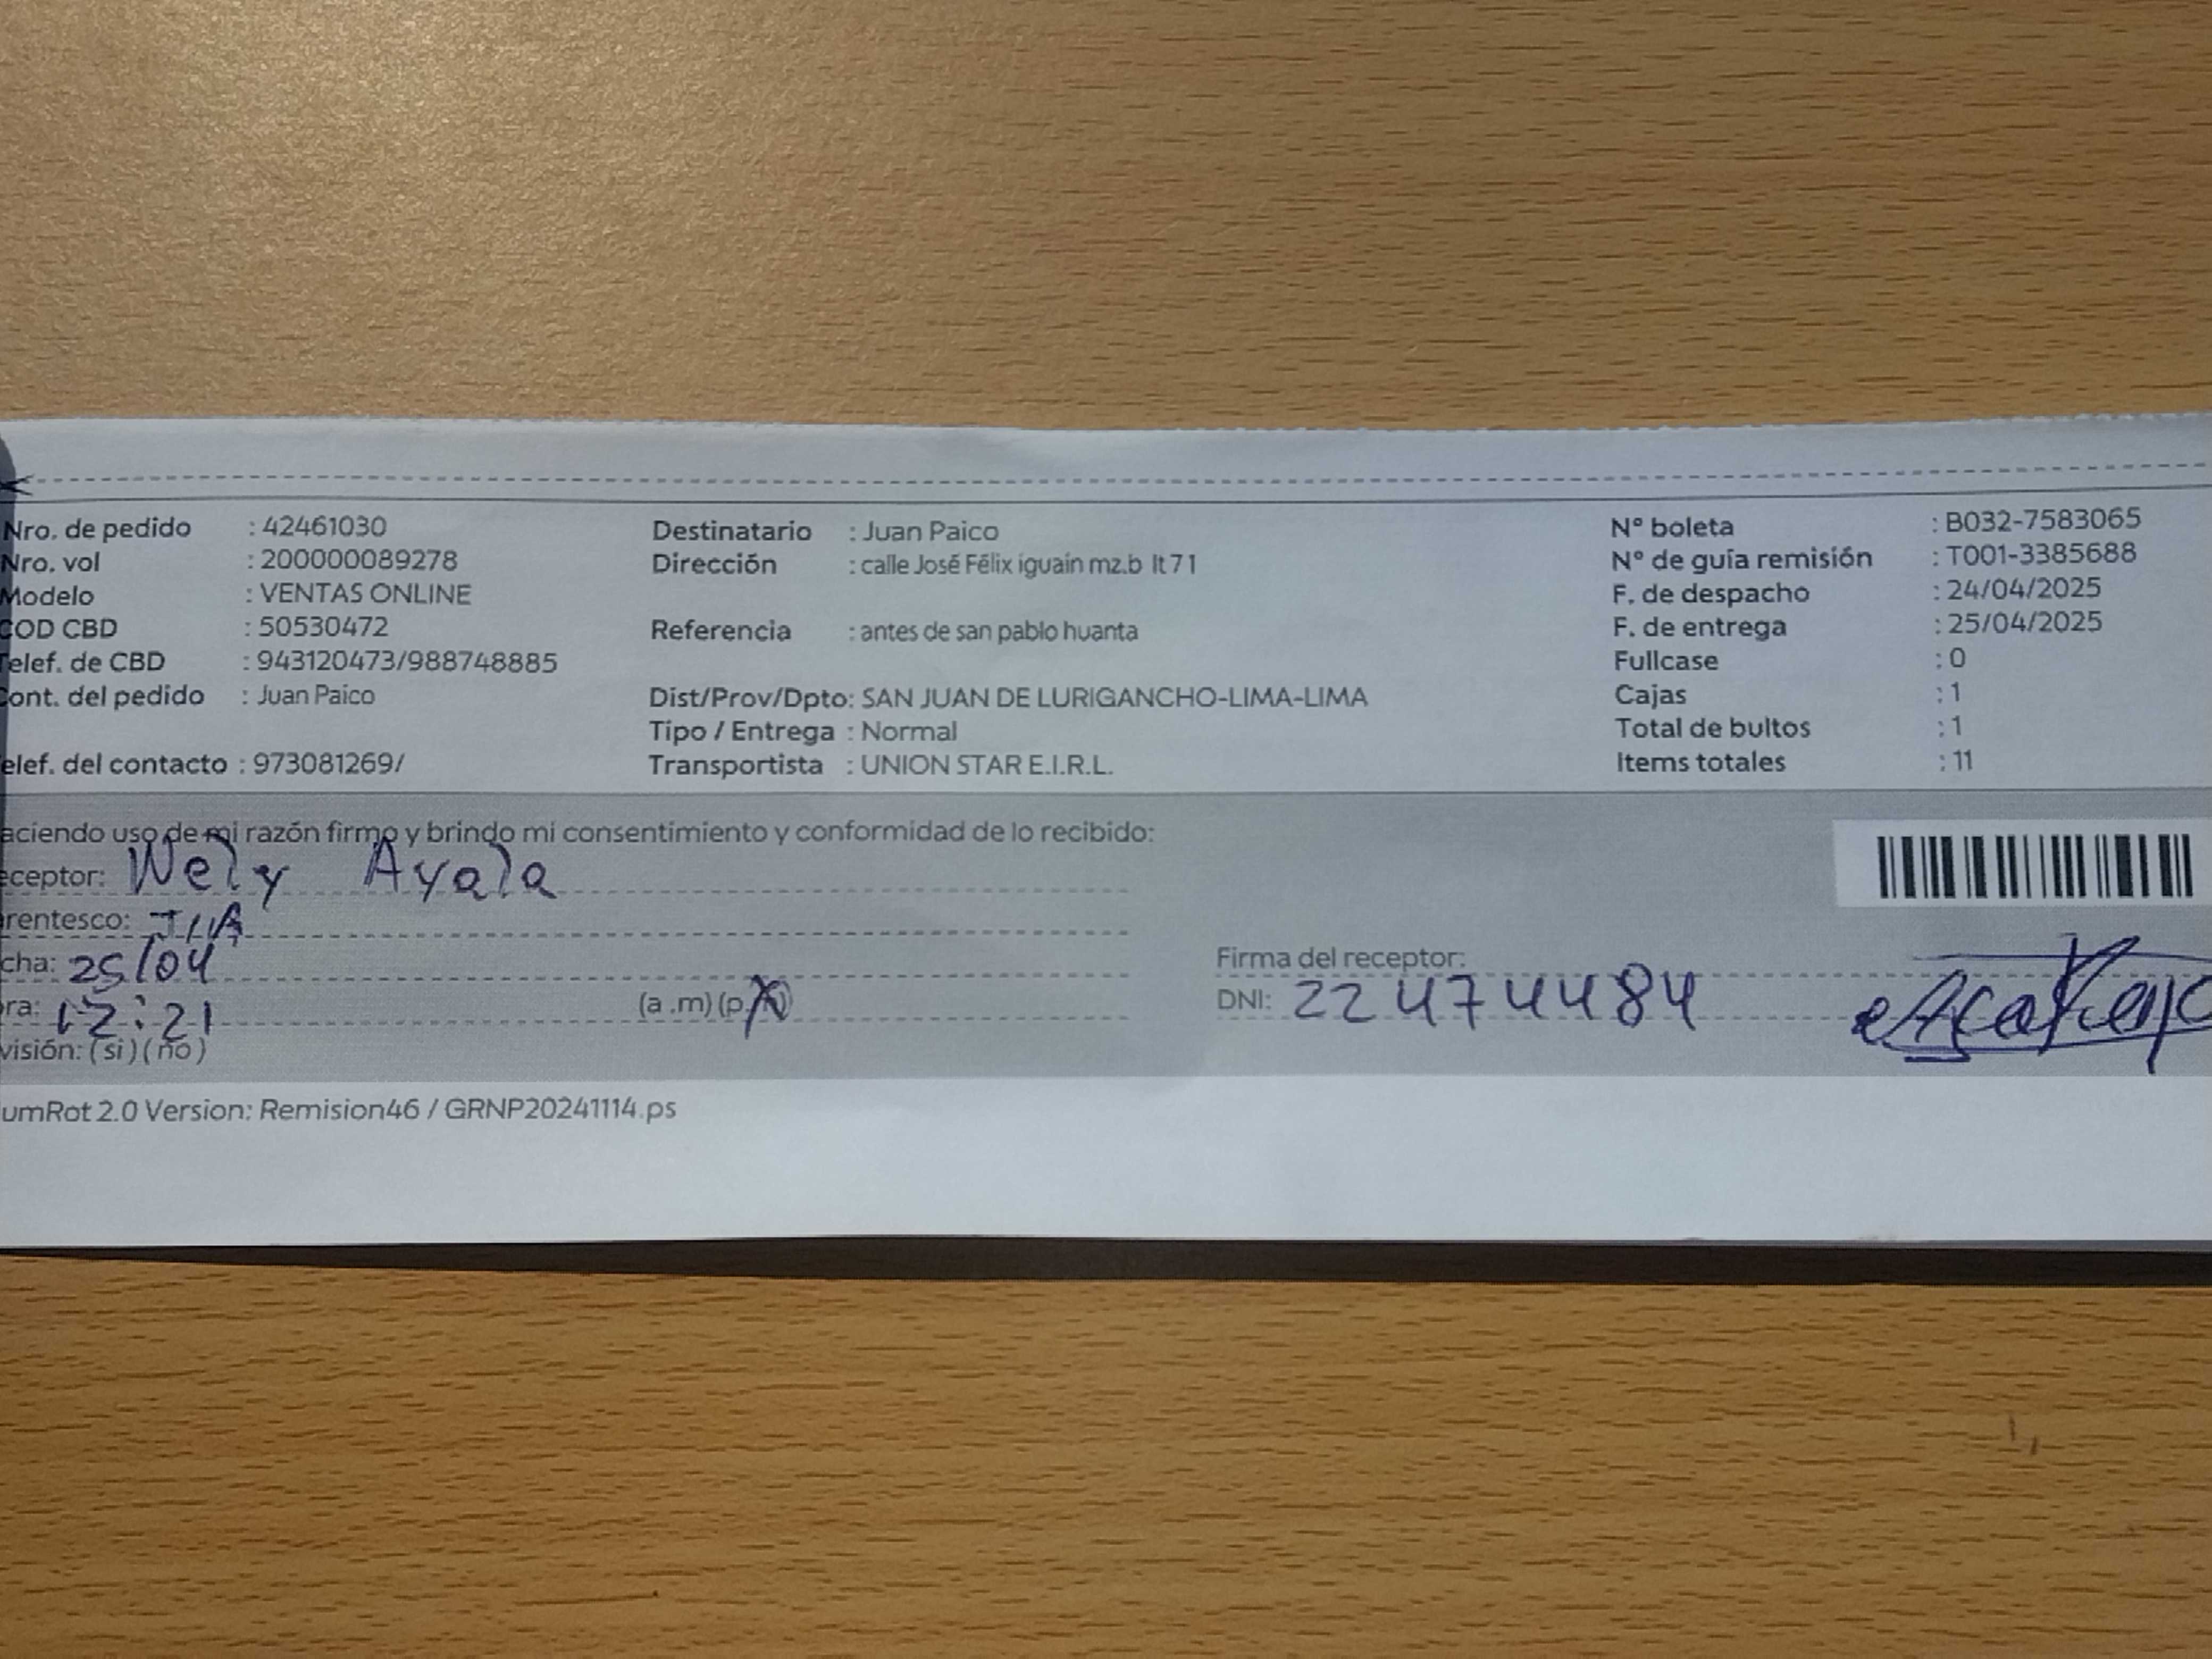 Nro. de pedido : 42461030 Destinatario : Juan Paico N° boleta : B032-7583065
Nro. vol : 200000089278 Dirección : calle José Félix iguain mz.b lt 71 N° de guía remisión : T001-3385688
Modelo : VENTAS ONLINE F. de despacho : 24/04/2025
COD CBD : 50530472 Referencia : antes de san pablo huanta F. de entrega : 25/04/2025
Telef. de CBD : 943120473/988748885 Fullcase : 0
Cont. del pedido : Juan Paico Dist/Prov/Dpto: SAN JUAN DE LURIGANCHO-LIMA-LIMA Cajas : 1
Tipo / Entrega : Normal Total de bultos : 1
elef. del contacto : 973081269/ Transportista : UNION STAR E.I.R.L. Items totales : 11
aciendo uso de mi razón firmo y brindo mi consentimiento y conformidad de lo recibido:
eceptor: Wely Ayala
rentesco: TIA
cha: 25/04 Firma del receptor:
ra: 12:21 (a .m) (p. DNI: 22474484
visión: (si) (no)
umRot 2.0 Version: Remision46 / GRNP20241114.ps